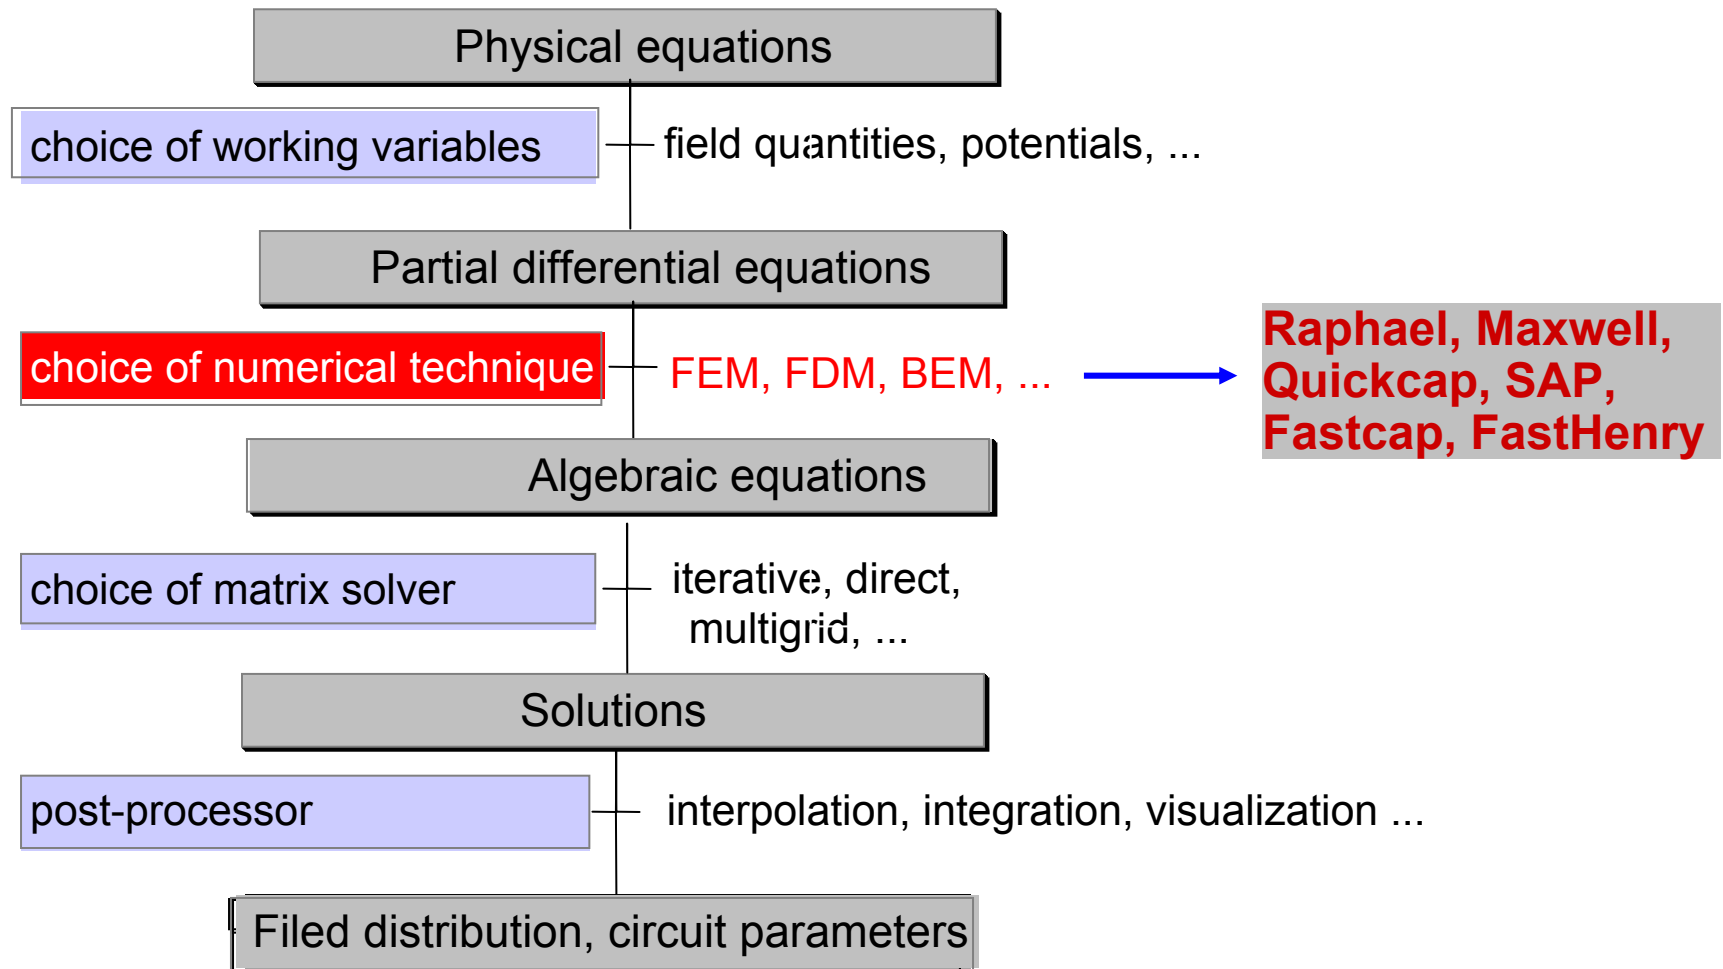 Physical equations
choice of working variables
field quantities, potentials, ...
Partial differential equations
choice of numerical technique
FEM, FDM, BEM, ...
Raphael, Maxwell,
Quickcap, SAP,
Fastcap, FastHenry
Algebraic equations
choice of matrix solver
iterative, direct,
multigrid, ...
Solutions
post-processor
interpolation, integration, visualization ...
Filed distribution, circuit parameters